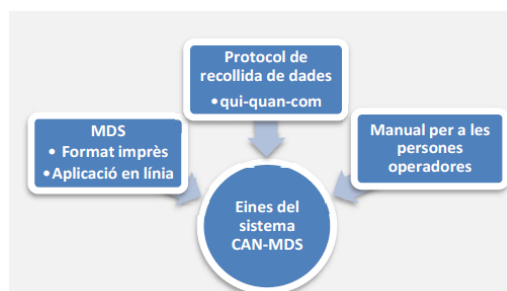 Protocol de
recollida de dades
•qui-quan-com
MDS
• Format imprès
•Aplicació en línia
Manual per a les
persones
operadores
Eines del
sistema
CAN-MDS